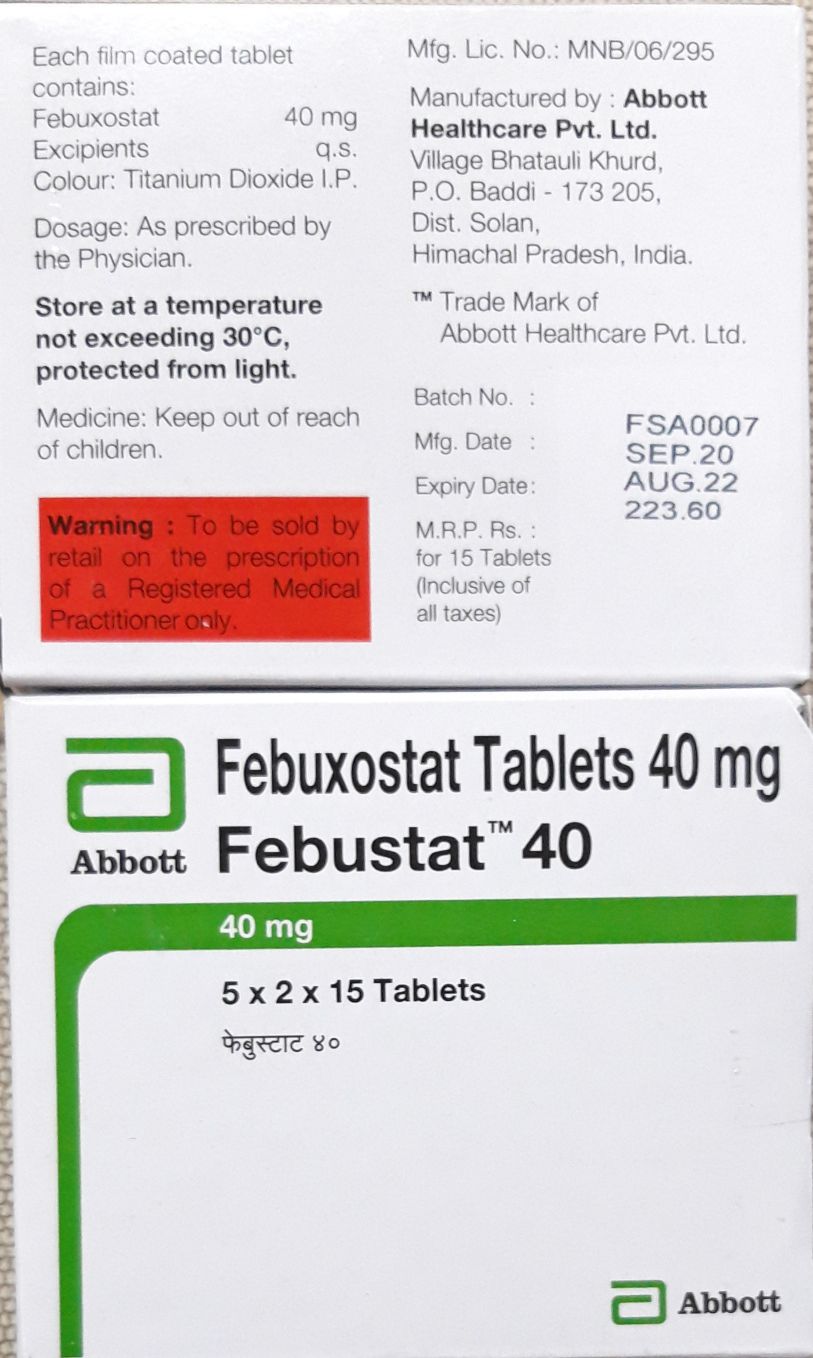 Each film coated tablet
contains:
Febuxostat 40 mg
Excipients q.s.
Colour: Titanium Dioxide I.P.
Dosage: As prescribed by
the Physician.
Store at a temperature
not exceeding 30°C,
protected from light.
Medicine: Keep out of reach
of children.
Warning : To be sold by
retail on the prescription
of a Registered Medical
Practitioner only.
Mfg. Lic. No.: MNB/06/295
Manufactured by : Abbott
Healthcare Pvt. Ltd.
Village Bhatauli Khurd,
P.O. Baddi - 173 205,
Dist. Solan,
Himachal Pradesh, India.
™ Trade Mark of
Abbott Healthcare Pvt. Ltd.
Batch No. : FSA0007
Mfg. Date : SEP.20
Expiry Date: AUG.22
M.R.P. Rs. : 223.60
for 15 Tablets
(Inclusive of
all taxes)
Febuxostat Tablets 40 mg
Abbott Febustat™ 40
40 mg
5 x 2 x 15 Tablets
फेबुस्टाट ४०
Abbott